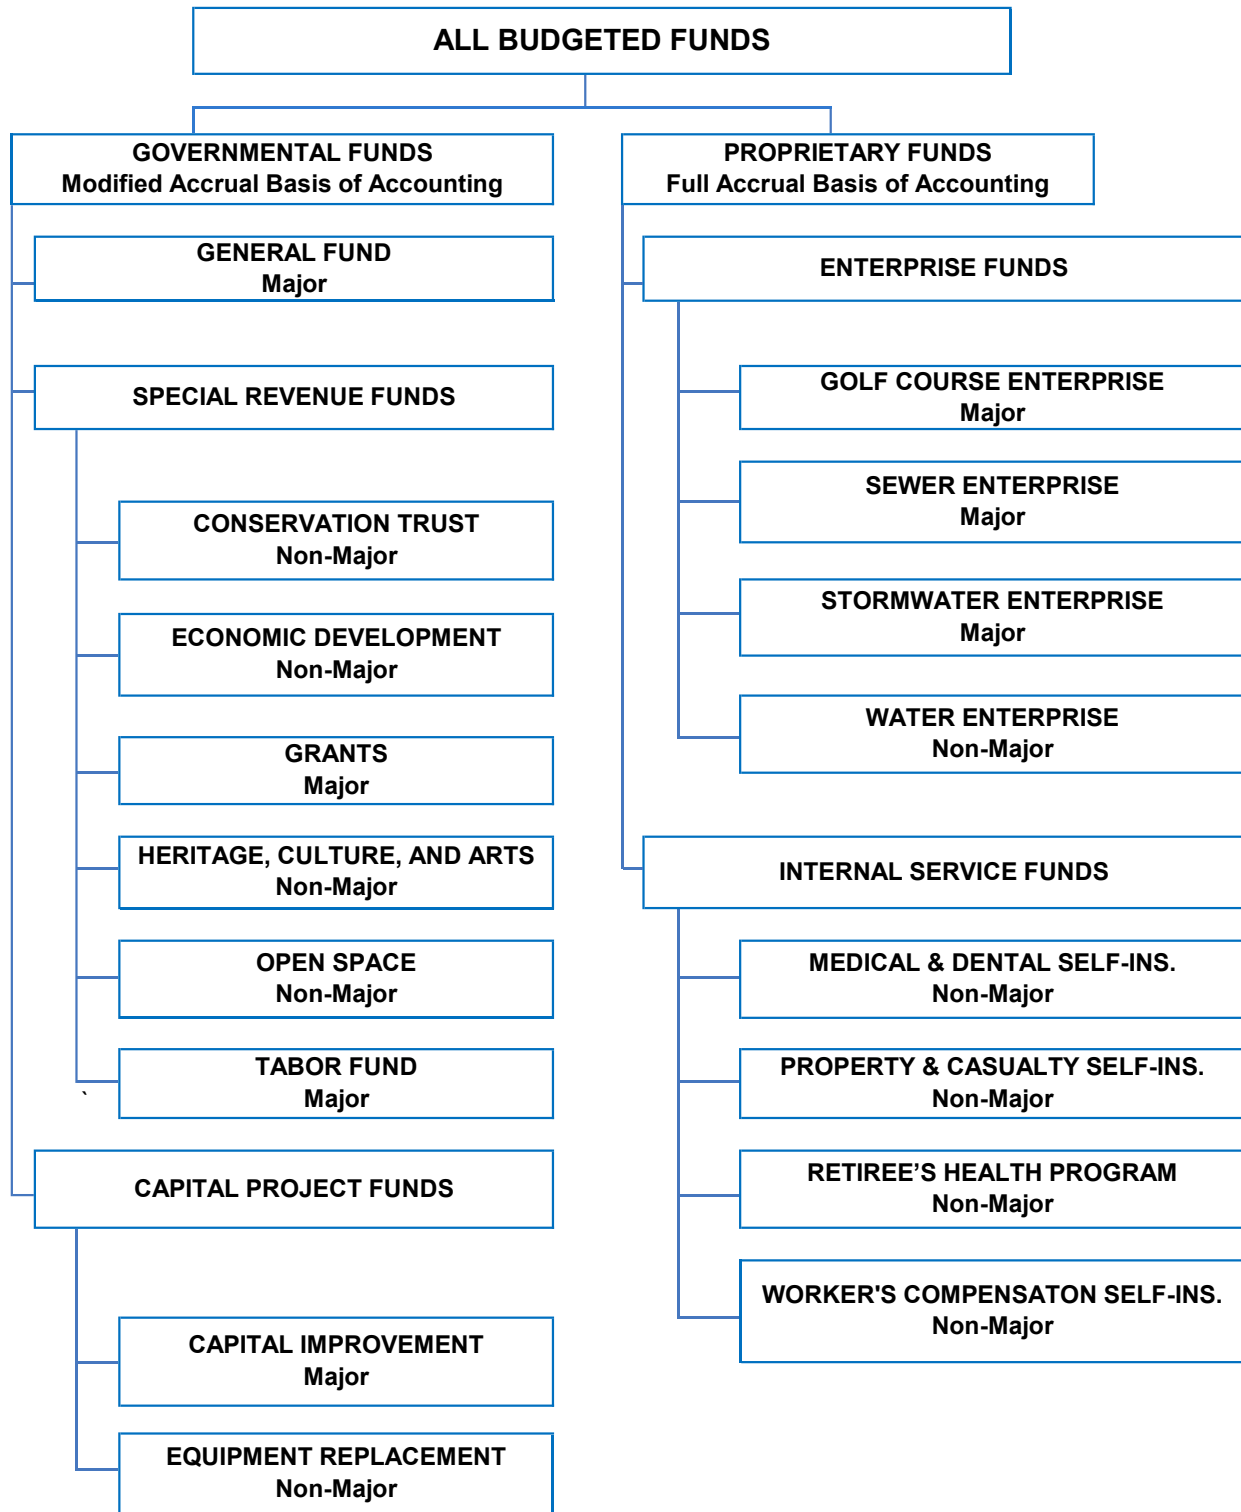 ALL BUDGETED FUNDS
GOVERNMENTAL FUNDS
Modified Accrual Basis of Accounting
GENERAL FUND
Major
SPECIAL REVENUE FUNDS
CONSERVATION TRUST
Non-Major
ECONOMIC DEVELOPMENT
Non-Major
GRANTS
Major
HERITAGE, CULTURE, AND ARTS
Non-Major
OPEN SPACE
Non-Major
TABOR FUND
Major
`
CAPITAL PROJECT FUNDS
CAPITAL IMPROVEMENT
Major
EQUIPMENT REPLACEMENT
Non-Major
PROPRIETARY FUNDS
Full Accrual Basis of Accounting
ENTERPRISE FUNDS
GOLF COURSE ENTERPRISE
Major
SEWER ENTERPRISE
Major
STORMWATER ENTERPRISE
Major
WATER ENTERPRISE
Non-Major
INTERNAL SERVICE FUNDS
MEDICAL & DENTAL SELF-INS.
Non-Major
PROPERTY & CASUALTY SELF-INS.
Non-Major
RETIREE’S HEALTH PROGRAM
Non-Major
WORKER'S COMPENSATON SELF-INS.
Non-Major